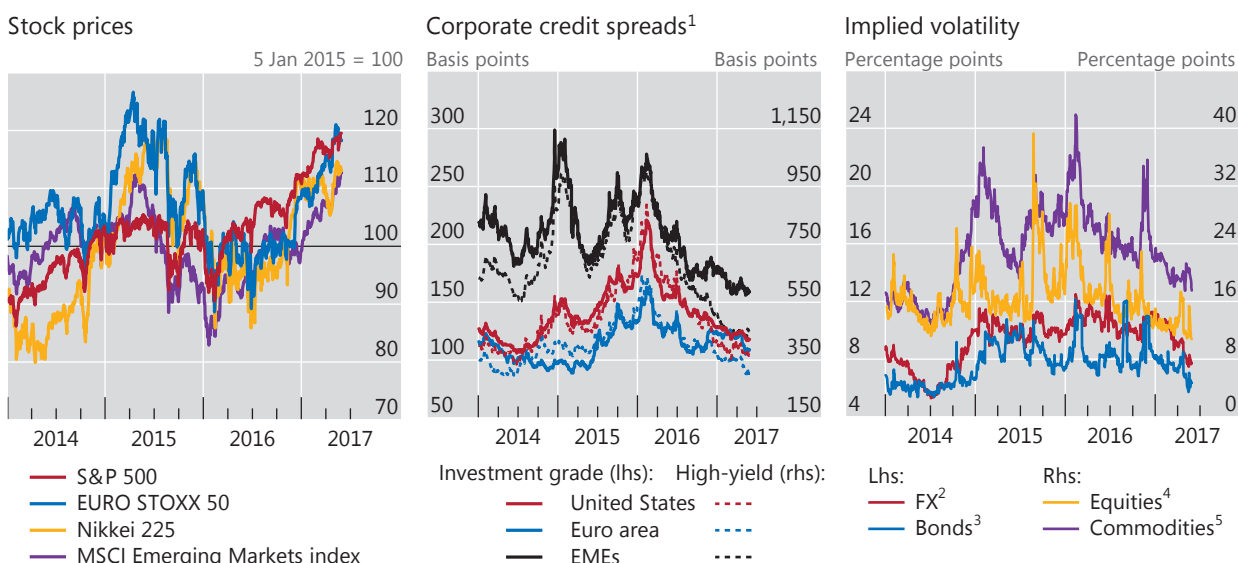 Stock prices
5 Jan 2015 = 100
120
110
100
90
80
70
2014 2015 2016 2017
S&P 500
EURO STOXX 50
Nikkei 225
MSCI Emerging Markets index
Corporate credit spreads1
Basis points Basis points
300 1,150
250 950
200 750
150 550
100 350
50 150
2014 2015 2016 2017
Investment grade (lhs): High-yield (rhs):
United States
Euro area
EMEs
Implied volatility
Percentage points Percentage points
24 40
20 32
16 24
12 16
8 8
4 0
2014 2015 2016 2017
Lhs: Rhs:
FX2 Equities4
Bonds3 Commodities5